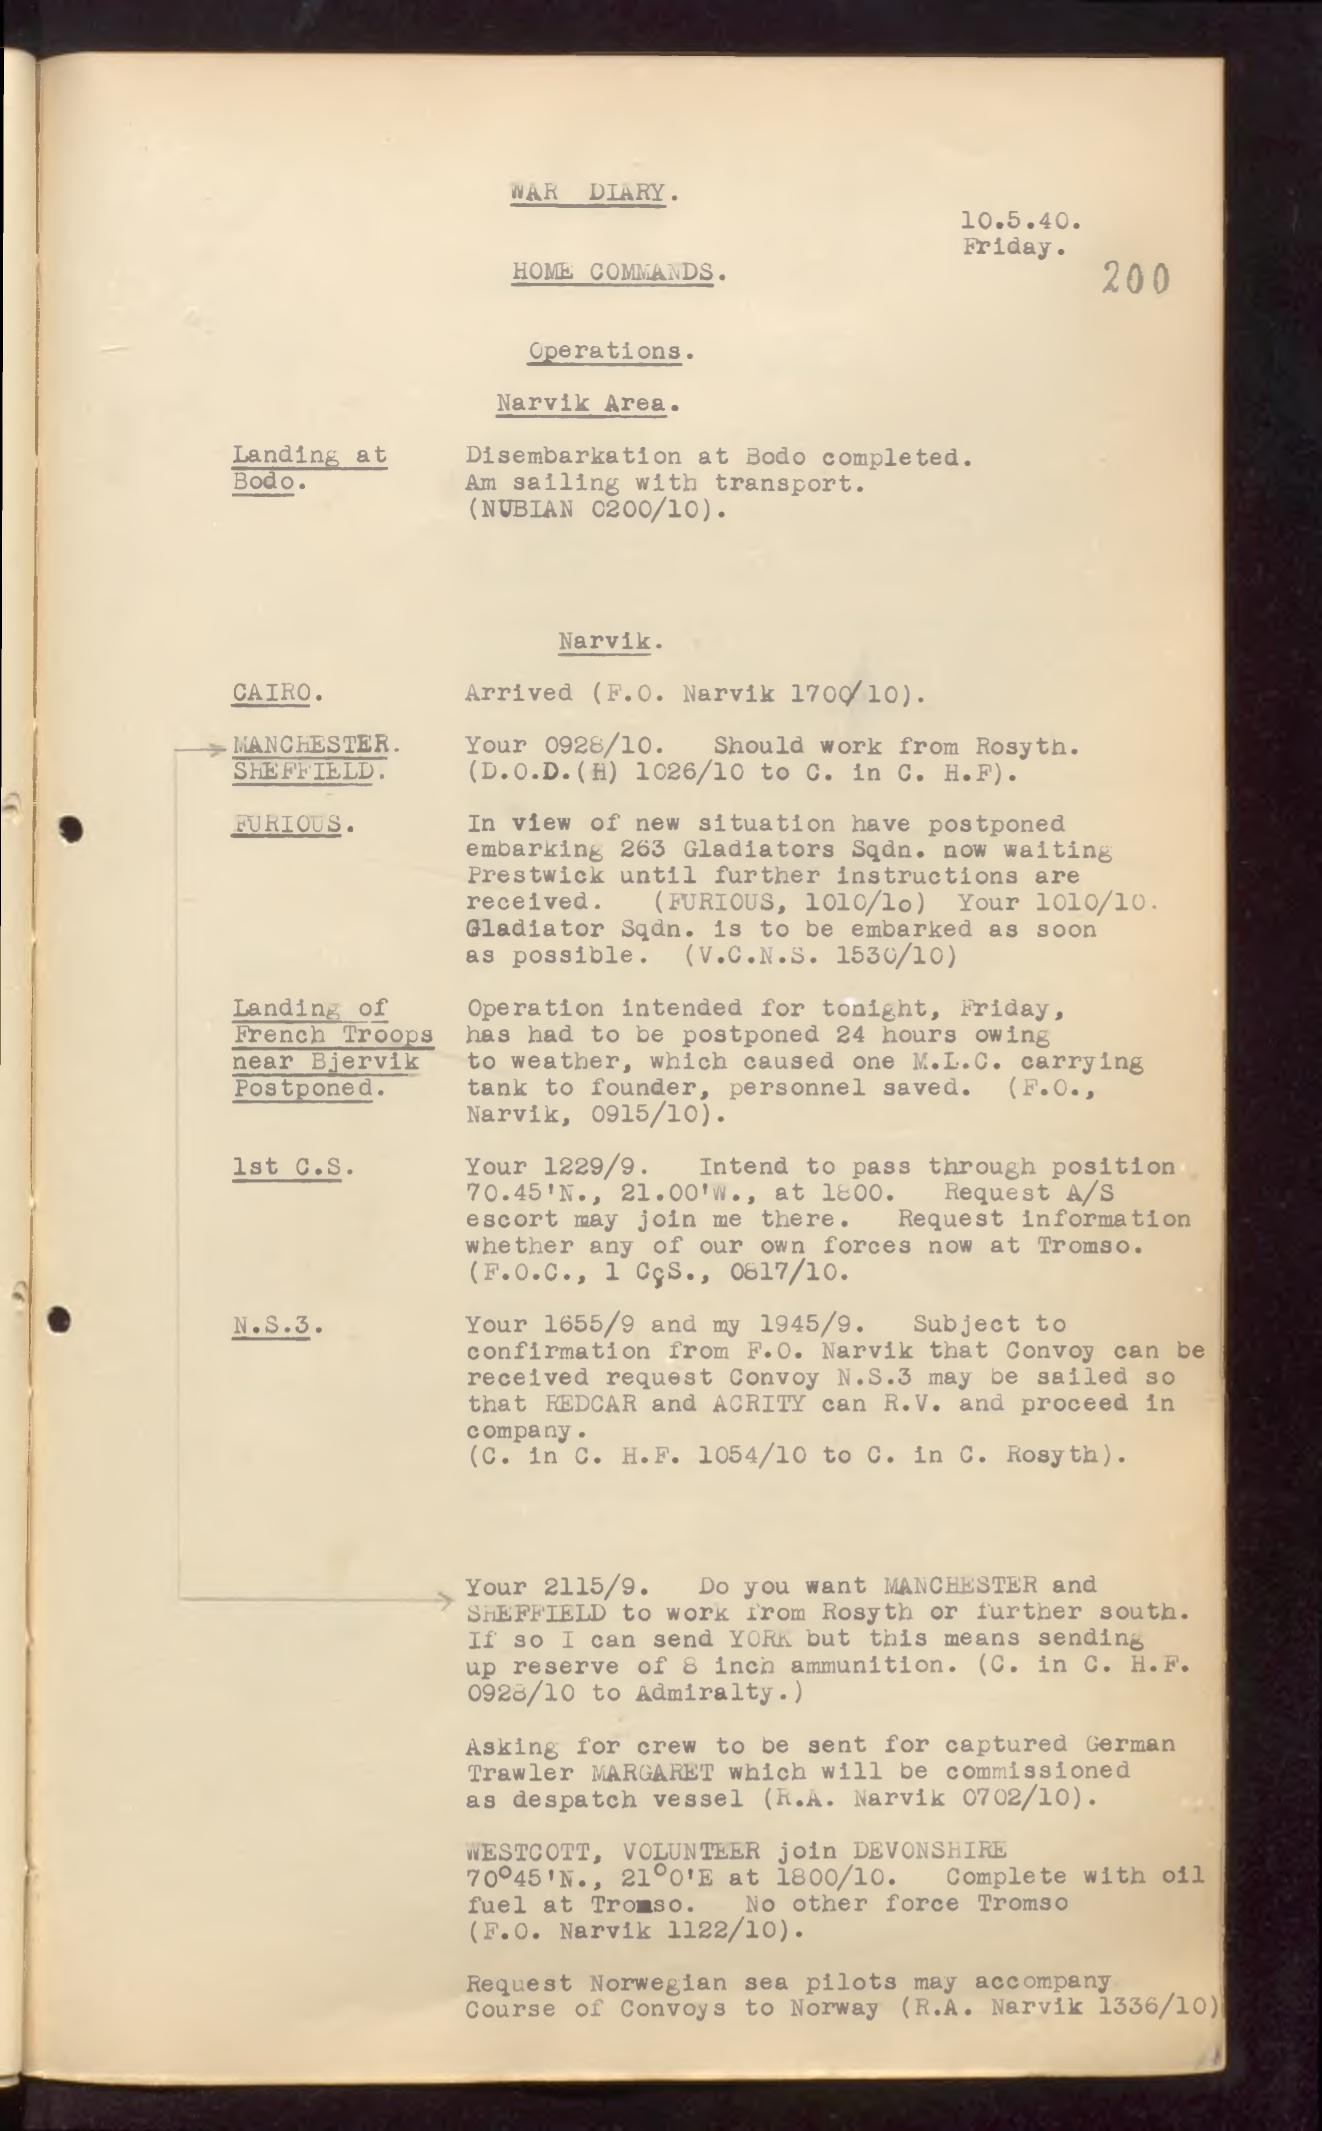 WAR DIARY.
10.5.40.
Friday.
200
HOME COMMANDS.
Operations.
Narvik Area.
Landing at Bodo.
Disembarkation at Bodo completed.
Am sailing with transport.
(NUBIAN 0200/10).
Narvik.
CAIRO.
Arrived (F.O. Narvik 1700/10).
MANCHESTER.
SHEFFIELD.
Your 0928/10. Should work from Rosyth.
(D.O.D.(H) 1026/10 to C. in C. H.F).
FURIOUS.
In view of new situation have postponed
embarking 263 Gladiators Sqdn. now waiting
Prestwick until further instructions are
received. (FURIOUS, 1010/10) Your 1010/10.
Gladiator Sqdn. is to be embarked as soon
as possible. (V.C.N.S. 1530/10)
Landing of
French Troops
near Bjervik
Postponed.
Operation intended for tonight, Friday,
has had to be postponed 24 hours owing
to weather, which caused one M.L.C. carrying
tank to founder, personnel saved. (F.O.,
Narvik, 0915/10).
1st C.S.
Your 1229/9. Intend to pass through position
70.45'N., 21.00'W., at 1800. Request A/S
escort may join me there. Request information
whether any of our own forces now at Tromso.
(F.O.C., 1 CçS., 0817/10.
N.S.3.
Your 1655/9 and my 1945/9. Subject to
confirmation from F.O. Narvik that Convoy can be
received request Convoy N.S.3 may be sailed so
that REDCAR and ACRITY can R.V. and proceed in
company.
(C. in C. H.F. 1054/10 to C. in C. Rosyth).
Your 2115/9. Do you want MANCHESTER and
SHEFFIELD to work from Rosyth or further south.
If so I can send YORK but this means sending
up reserve of 8 inch ammunition. (C. in C. H.F.
0928/10 to Admiralty.)
Asking for crew to be sent for captured German
Trawler MARGARET which will be commissioned
as despatch vessel (R.A. Narvik 0702/10).
WESTCOTT, VOLUNTEER join DEVONSHIRE
70°45'N., 21°0'E at 1800/10. Complete with oil
fuel at Tromso. No other force Tromso
(F.O. Narvik 1122/10).
Request Norwegian sea pilots may accompany
Course of Convoys to Norway (R.A. Narvik 1336/10)